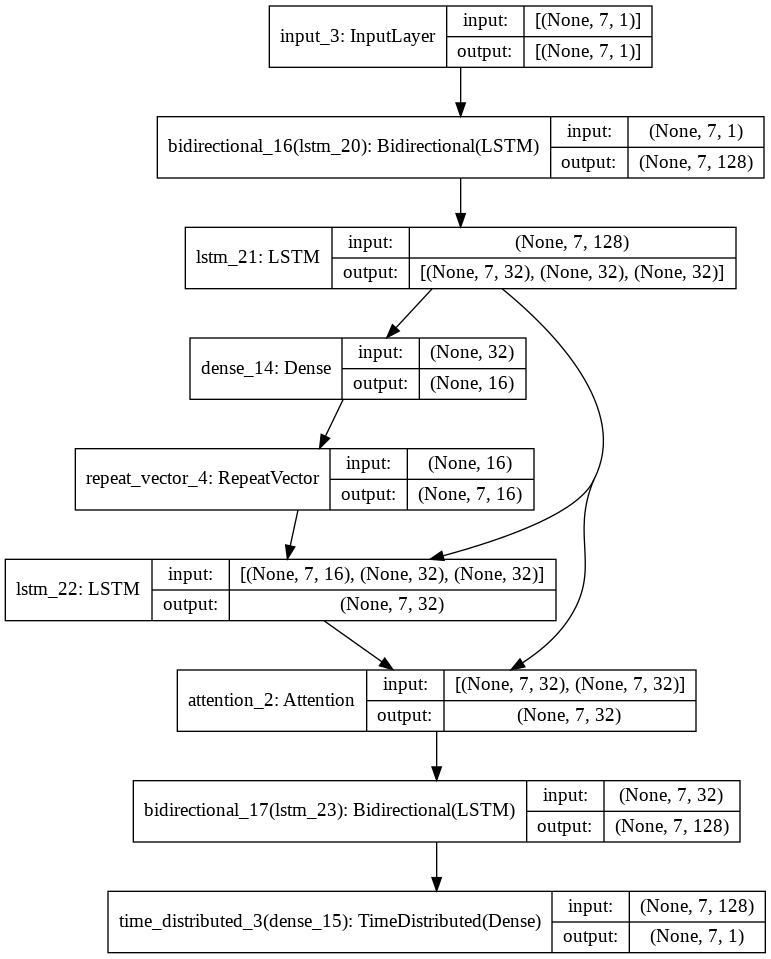 input_3: InputLayer
input:
[(None, 7, 1)]
output:
[(None, 7, 1)]
bidirectional_16(lstm_20): Bidirectional(LSTM)
input:
(None, 7, 1)
output:
(None, 7, 128)
lstm_21: LSTM
input:
(None, 7, 128)
output:
[(None, 7, 32), (None, 32), (None, 32)]
dense_14: Dense
input:
(None, 32)
output:
(None, 16)
repeat_vector_4: RepeatVector
input:
(None, 16)
output:
(None, 7, 16)
lstm_22: LSTM
input:
[(None, 7, 16), (None, 32), (None, 32)]
output:
(None, 7, 32)
attention_2: Attention
input:
[(None, 7, 32), (None, 7, 32)]
output:
(None, 7, 32)
bidirectional_17(lstm_23): Bidirectional(LSTM)
input:
(None, 7, 32)
output:
(None, 7, 128)
time_distributed_3(dense_15): TimeDistributed(Dense)
input:
(None, 7, 128)
output:
(None, 7, 1)